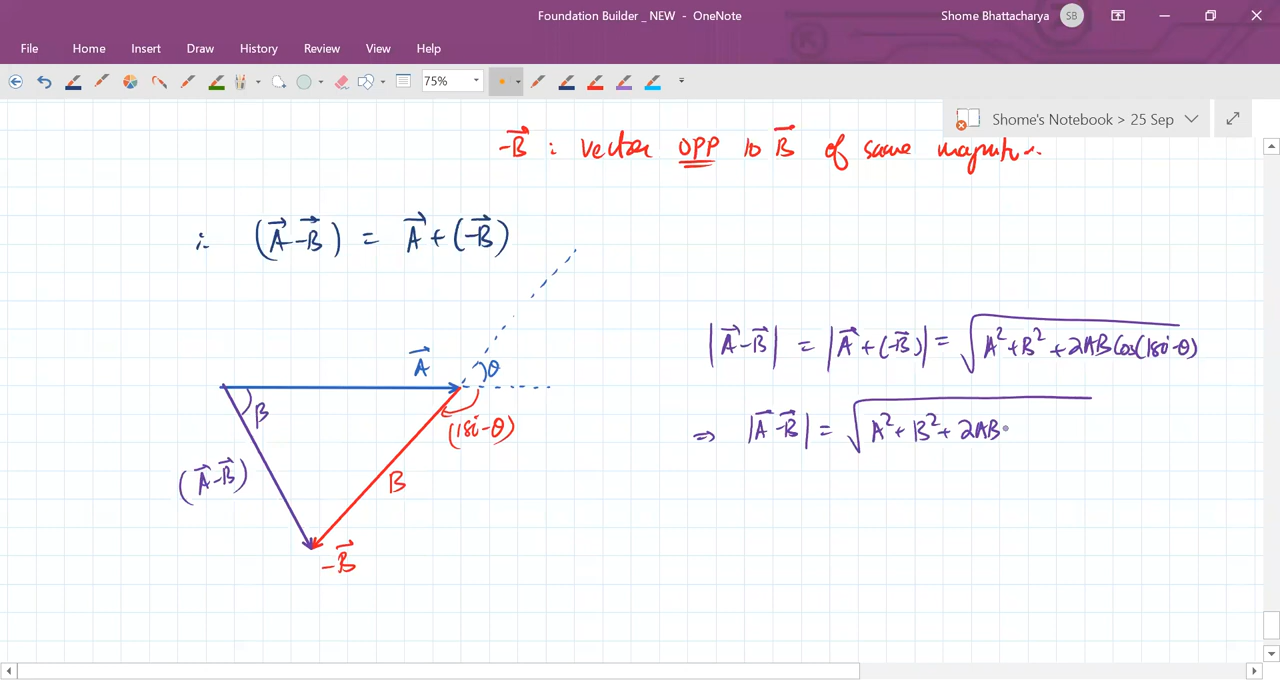 Foundation Builder _ NEW - OneNote
Shome Bhattacharya SB
File Home Insert Draw History Review View Help
75%
Shome's Notebook > 25 Sep
-B⃗ : vector OPP to B⃗ of same
∴ (A⃗-B⃗) = A⃗+(-B⃗)
|A⃗-B⃗| = |A⃗+(-B⃗)| = √(A²+B²+2AB Cos(180°-θ))
A⃗
θ
β
(180°-θ)
⇒ |A⃗-B⃗| = √(A²+B²+2AB
(A⃗-B⃗)
B
-B⃗